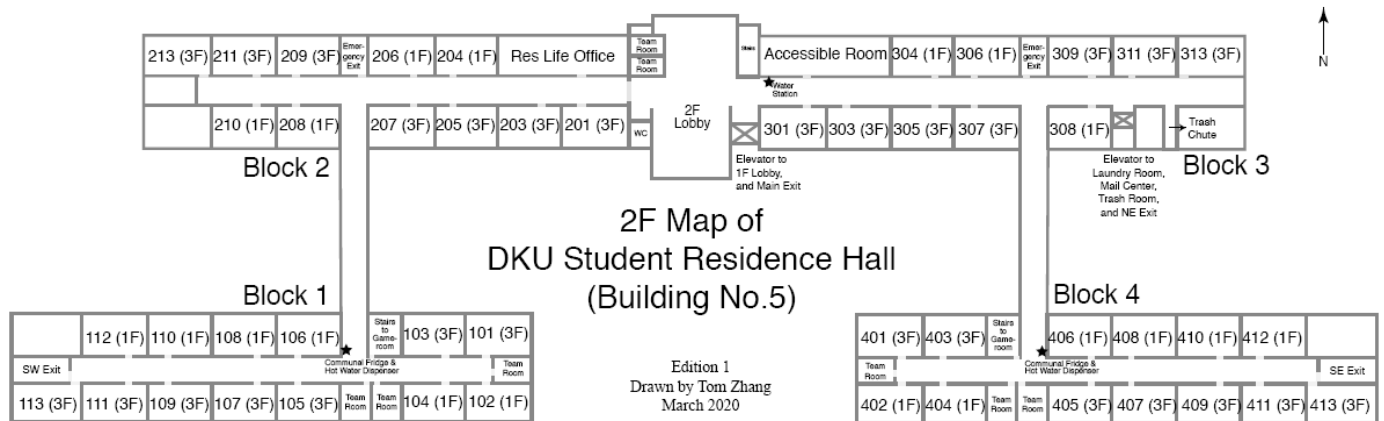 213 (3F) 211 (3F) 209 (3F) Emer-
gency
Exit 206 (1F) 204 (1F) Res Life Office
Team
Room
Team
Room
Stairs
Accessible Room 304 (1F) 306 (1F) Emer-
gency
Exit 309 (3F) 311 (3F) 313 (3F)
N
Water
Station
210 (1F) 208 (1F) 207 (3F) 205 (3F) 203 (3F) 201 (3F) WC
2F
Lobby
301 (3F) 303 (3F) 305 (3F) 307 (3F) 308 (1F)
Trash
Chute
Block 2
Elevator to
1F Lobby,
and Main Exit
Elevator to
Laundry Room,
Mail Center,
Trash Room,
and NE Exit
Block 3
2F Map of
DKU Student Residence Hall
(Building No.5)
Block 1
112 (1F) 110 (1F) 108 (1F) 106 (1F) Stairs
to
Game-
room 103 (3F) 101 (3F)
SW Exit
Communal Fridge &
Hot Water Dispenser
Team
Room
113 (3F) 111 (3F) 109 (3F) 107 (3F) 105 (3F) Team
Room Team
Room 104 (1F) 102 (1F)
Edition 1
Drawn by Tom Zhang
March 2020
Block 4
401 (3F) 403 (3F) Stairs
to
Game-
room 406 (1F) 408 (1F) 410 (1F) 412 (1F)
Team
Room
Communal Fridge &
Hot Water Dispenser
SE Exit
402 (1F) 404 (1F) Team
Room Team
Room 405 (3F) 407 (3F) 409 (3F) 411 (3F) 413 (3F)